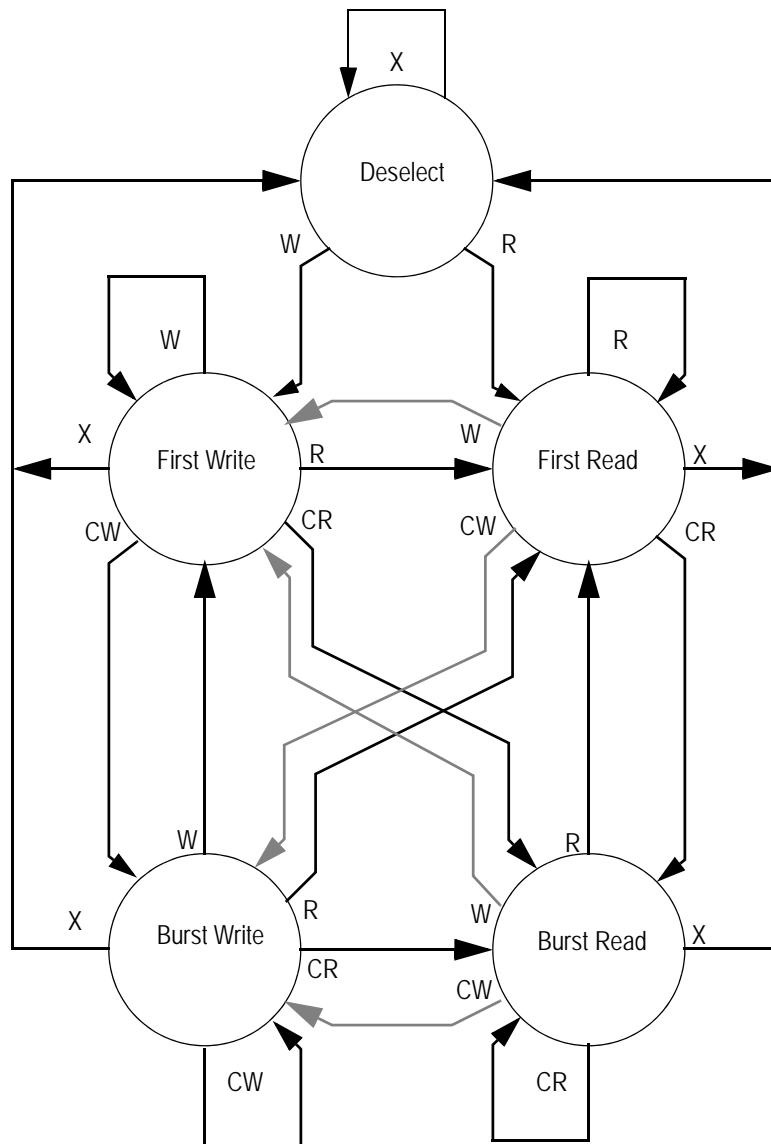 X
Deselect
W
R
W
R
X
W
First Write
R
First Read
X
CW
CR
CW
CR
W
R
X
R
W
Burst Write
Burst Read
X
CR
CW
CW
CR